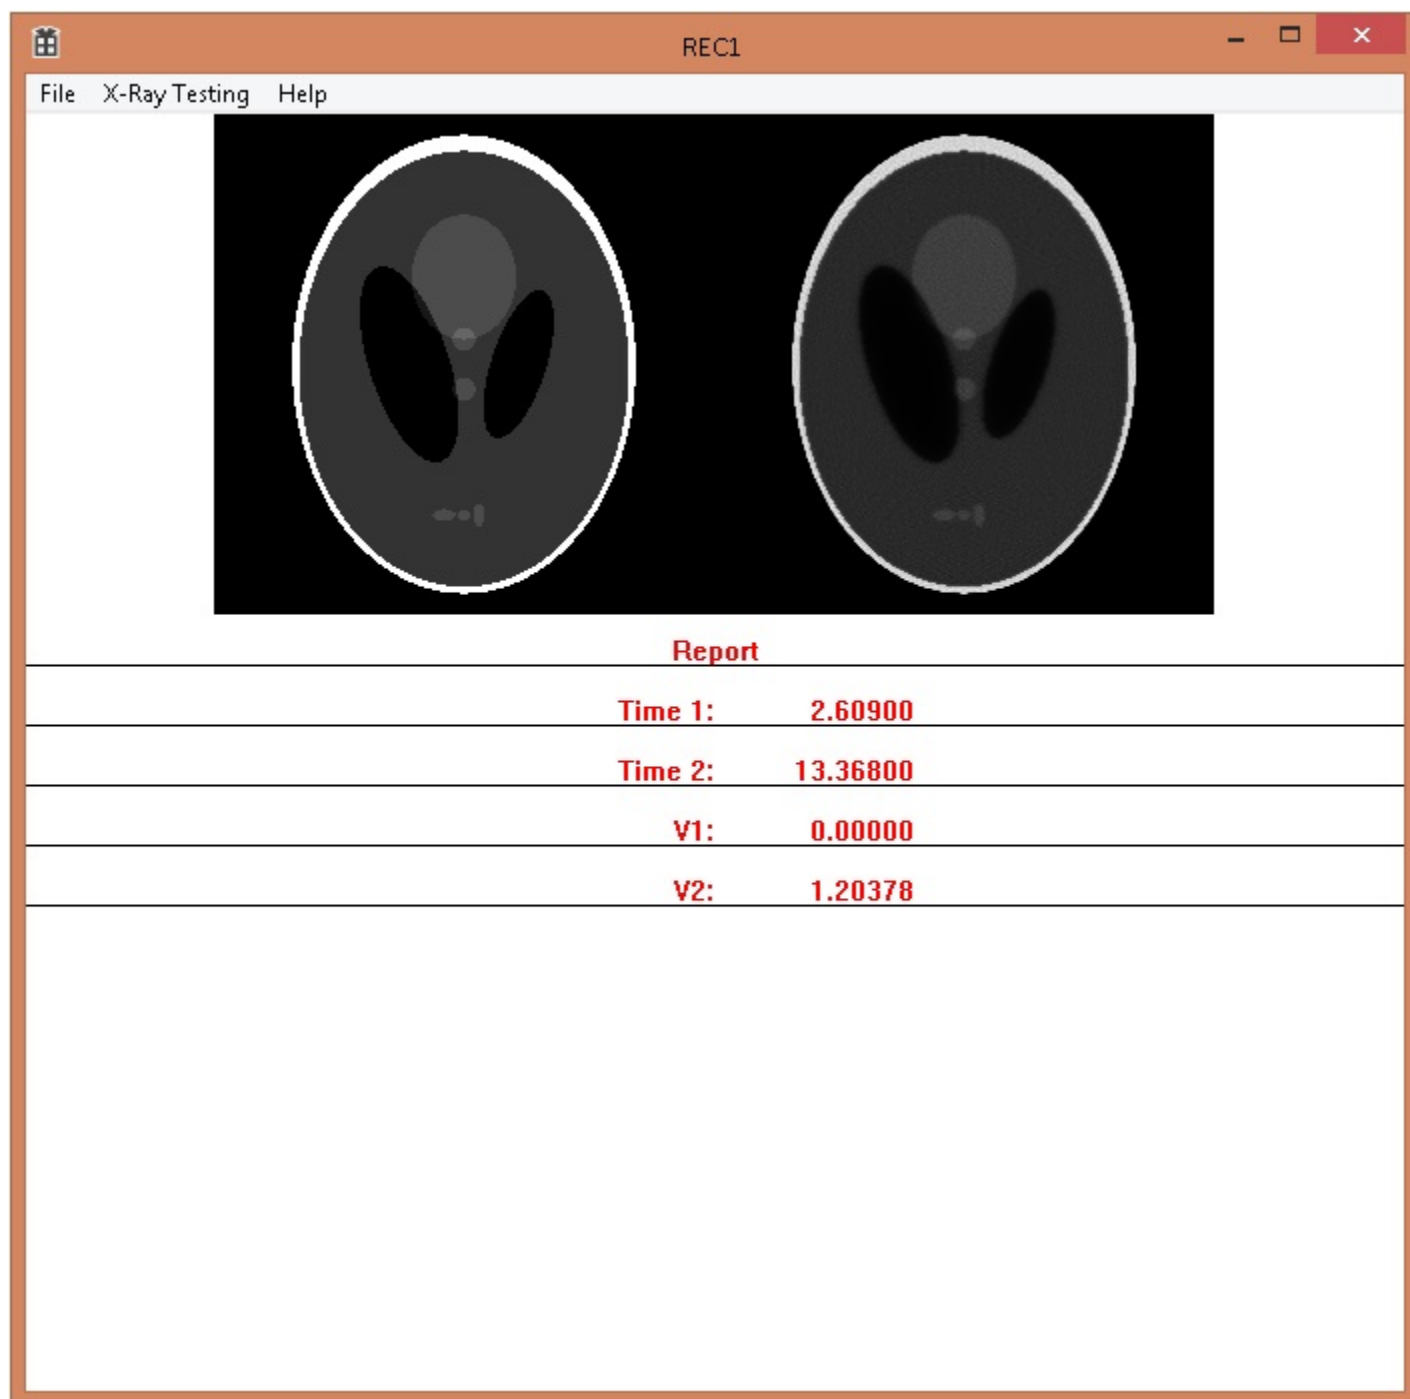 REC1
File X-Ray Testing Help
Report
Time 1: 2.60900
Time 2: 13.36800
V1: 0.00000
V2: 1.20378